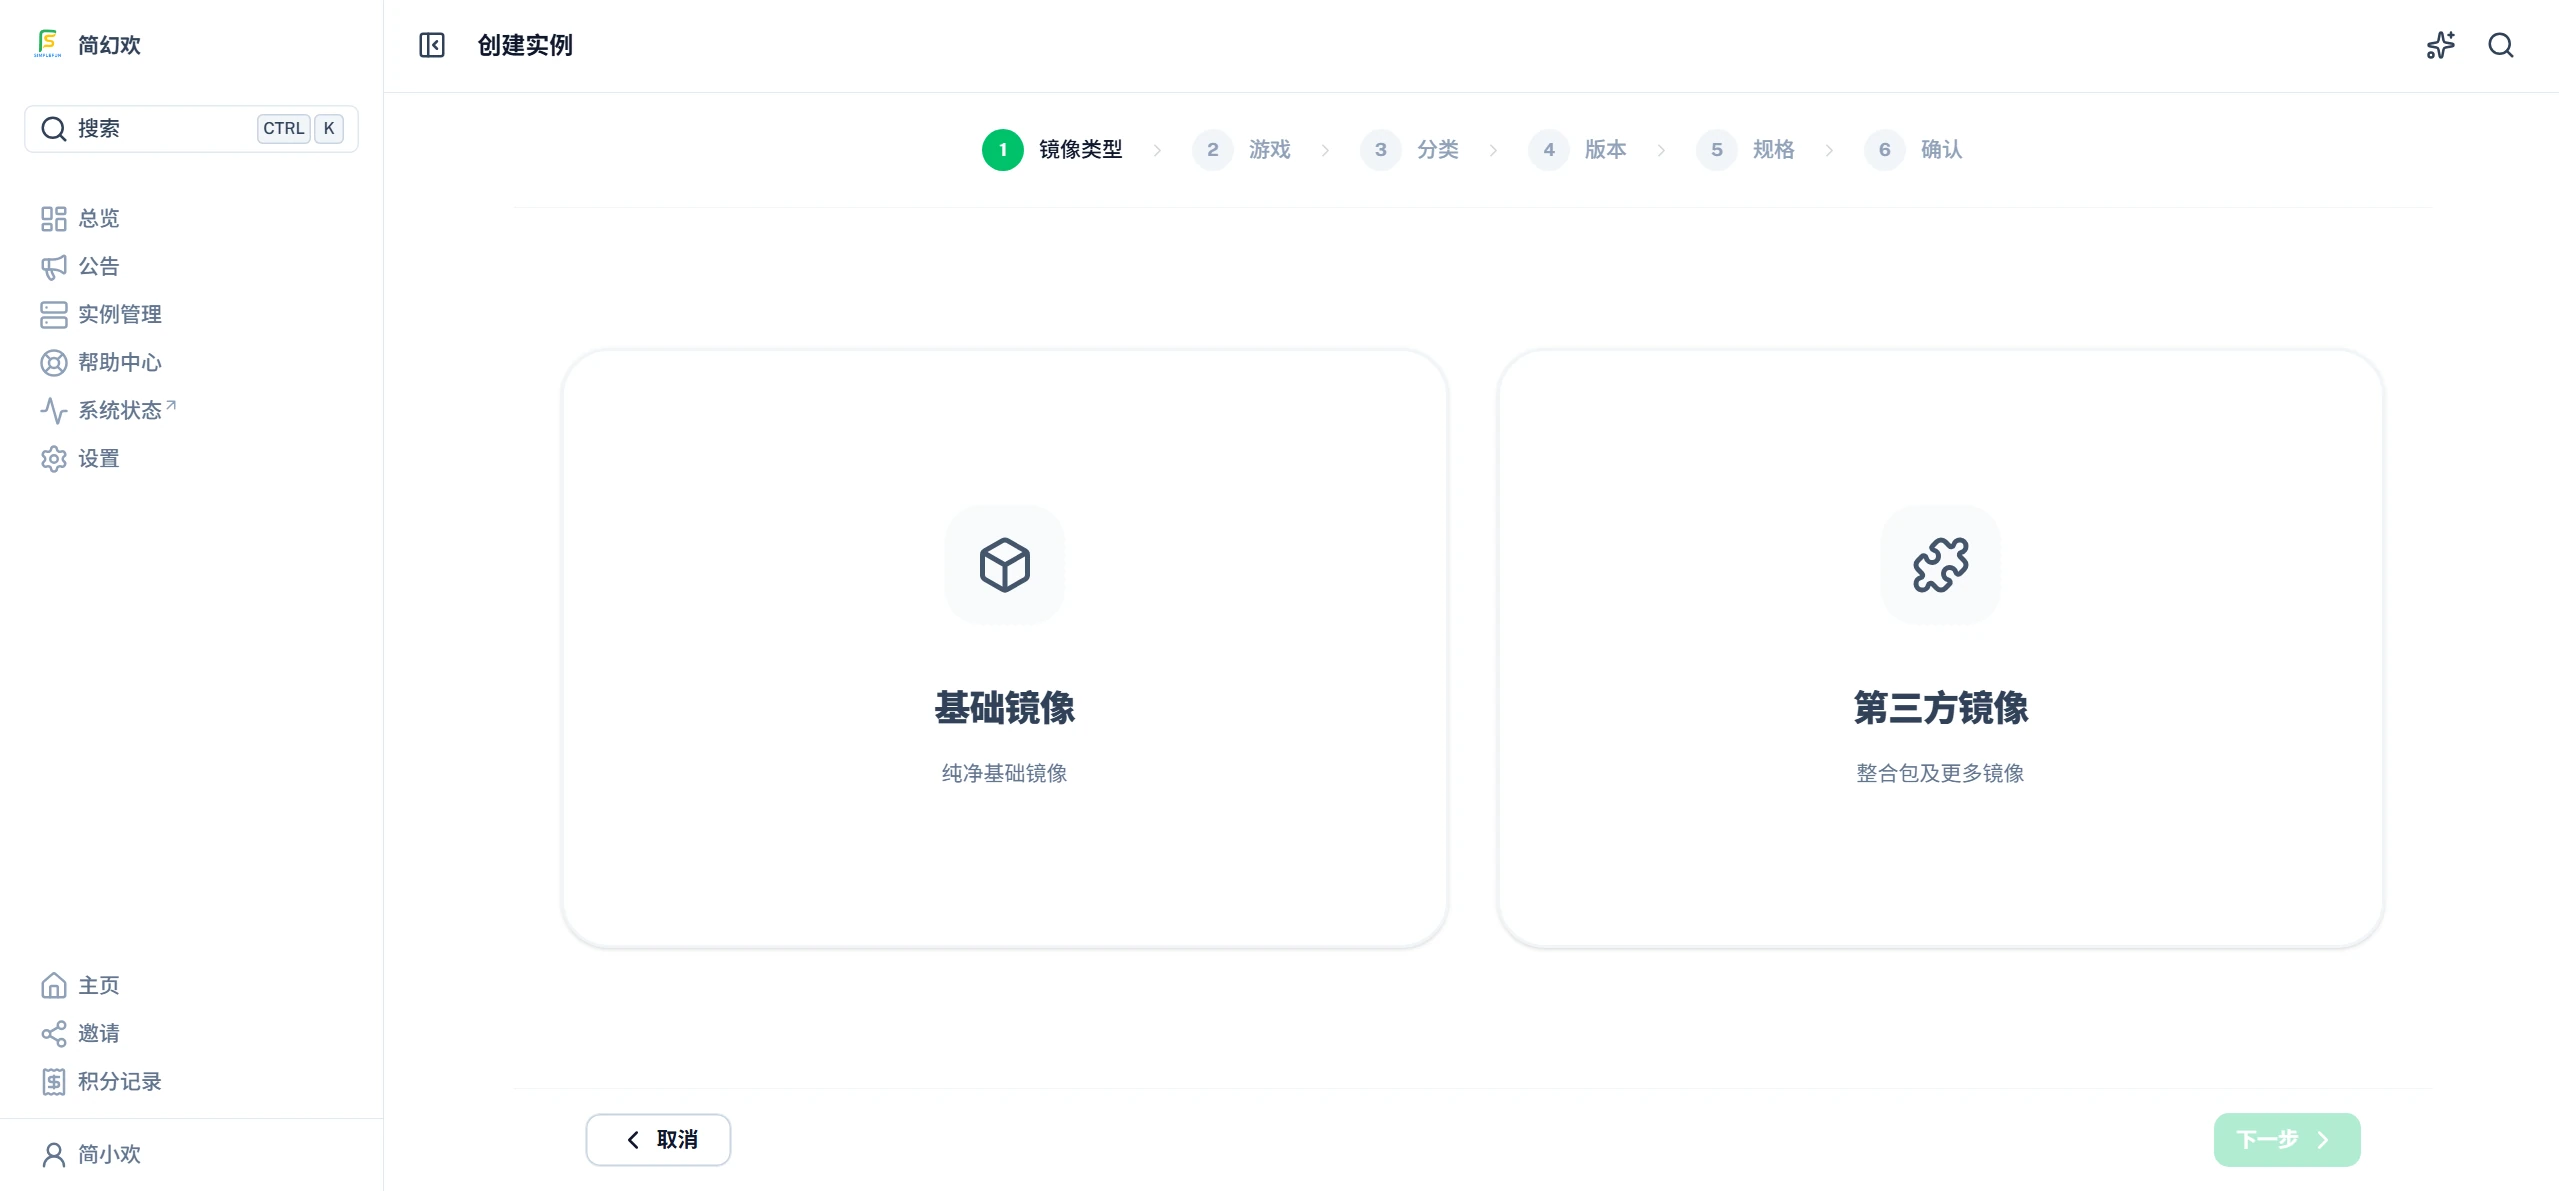 简幻欢
SIMPLEFUN
搜索 CTRL K
总览
公告
实例管理
帮助中心
系统状态
设置
主页
邀请
积分记录
简小欢
创建实例
1 镜像类型 2 游戏 3 分类 4 版本 5 规格 6 确认
基础镜像
纯净基础镜像
第三方镜像
整合包及更多镜像
取消
下一步